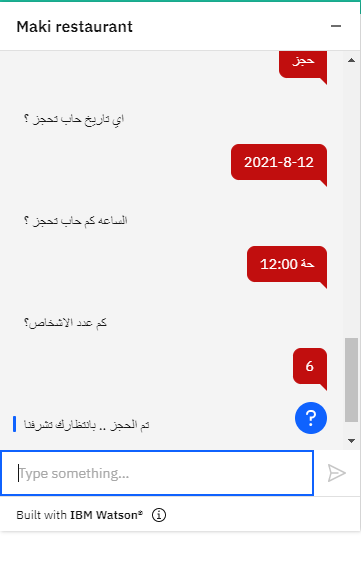 Maki restaurant
حجز
اي تاريخ حاب تحجز ؟
2021-8-12
الساعه كم حاب تحجز ؟
حة 12:00
كم عدد الاشخاص؟
6
?
تم الحجز .. بانتظارك تشرفنا
Type something...
Built with IBM Watson®